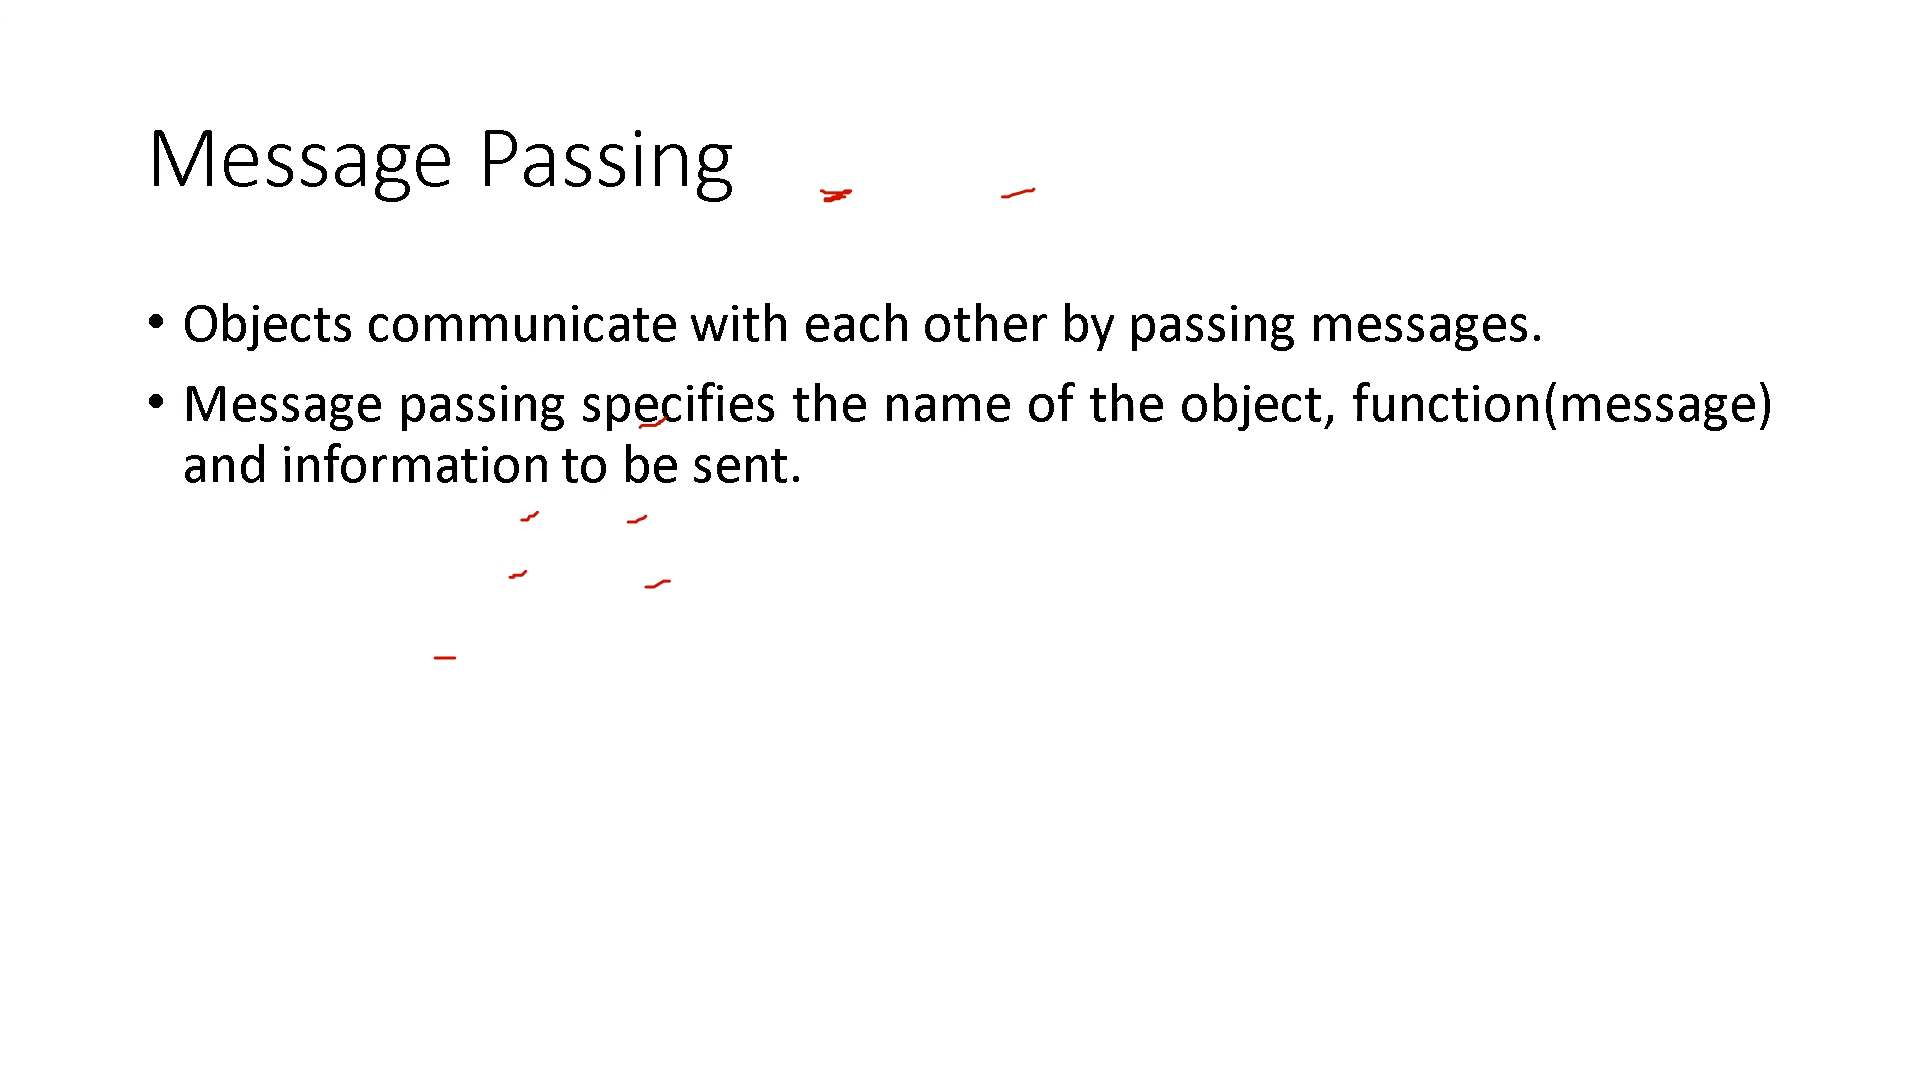 Message Passing
• Objects communicate with each other by passing messages.
• Message passing specifies the name of the object, function(message)
and information to be sent.